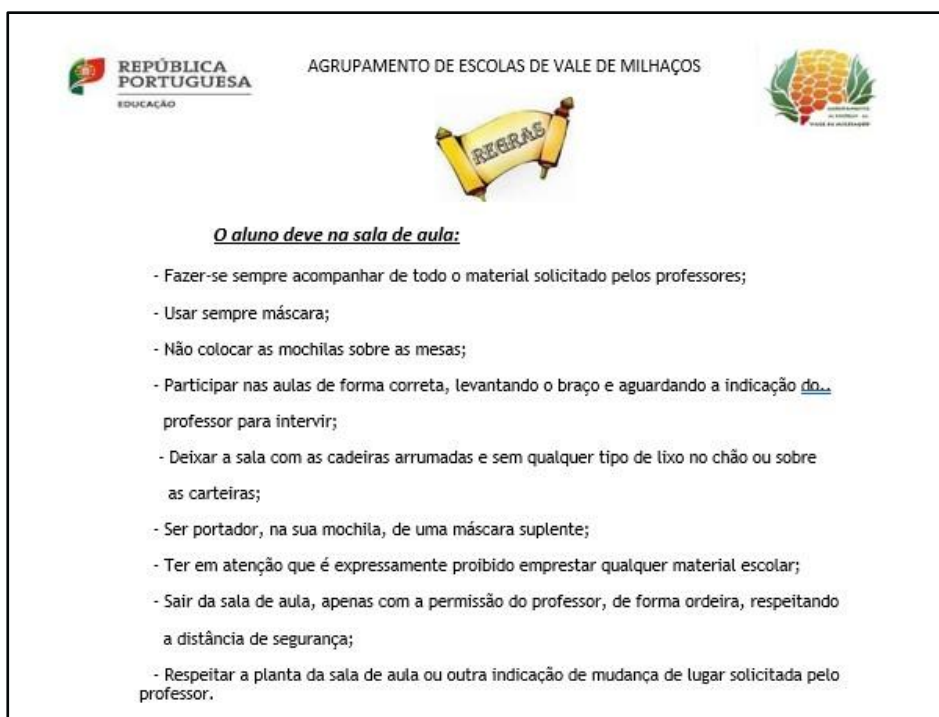 REPÚBLICA
PORTUGUESA
EDUCAÇÃO
AGRUPAMENTO DE ESCOLAS DE VALE DE MILHAÇOS
REGRAS
O aluno deve na sala de aula:
- Fazer-se sempre acompanhar de todo o material solicitado pelos professores;
- Usar sempre máscara;
- Não colocar as mochilas sobre as mesas;
- Participar nas aulas de forma correta, levantando o braço e aguardando a indicação do..
professor para intervir;
- Deixar a sala com as cadeiras arrumadas e sem qualquer tipo de lixo no chão ou sobre
as carteiras;
- Ser portador, na sua mochila, de uma máscara suplente;
- Ter em atenção que é expressamente proibido emprestar qualquer material escolar;
- Sair da sala de aula, apenas com a permissão do professor, de forma ordeira, respeitando
a distância de segurança;
- Respeitar a planta da sala de aula ou outra indicação de mudança de lugar solicitada pelo
professor.